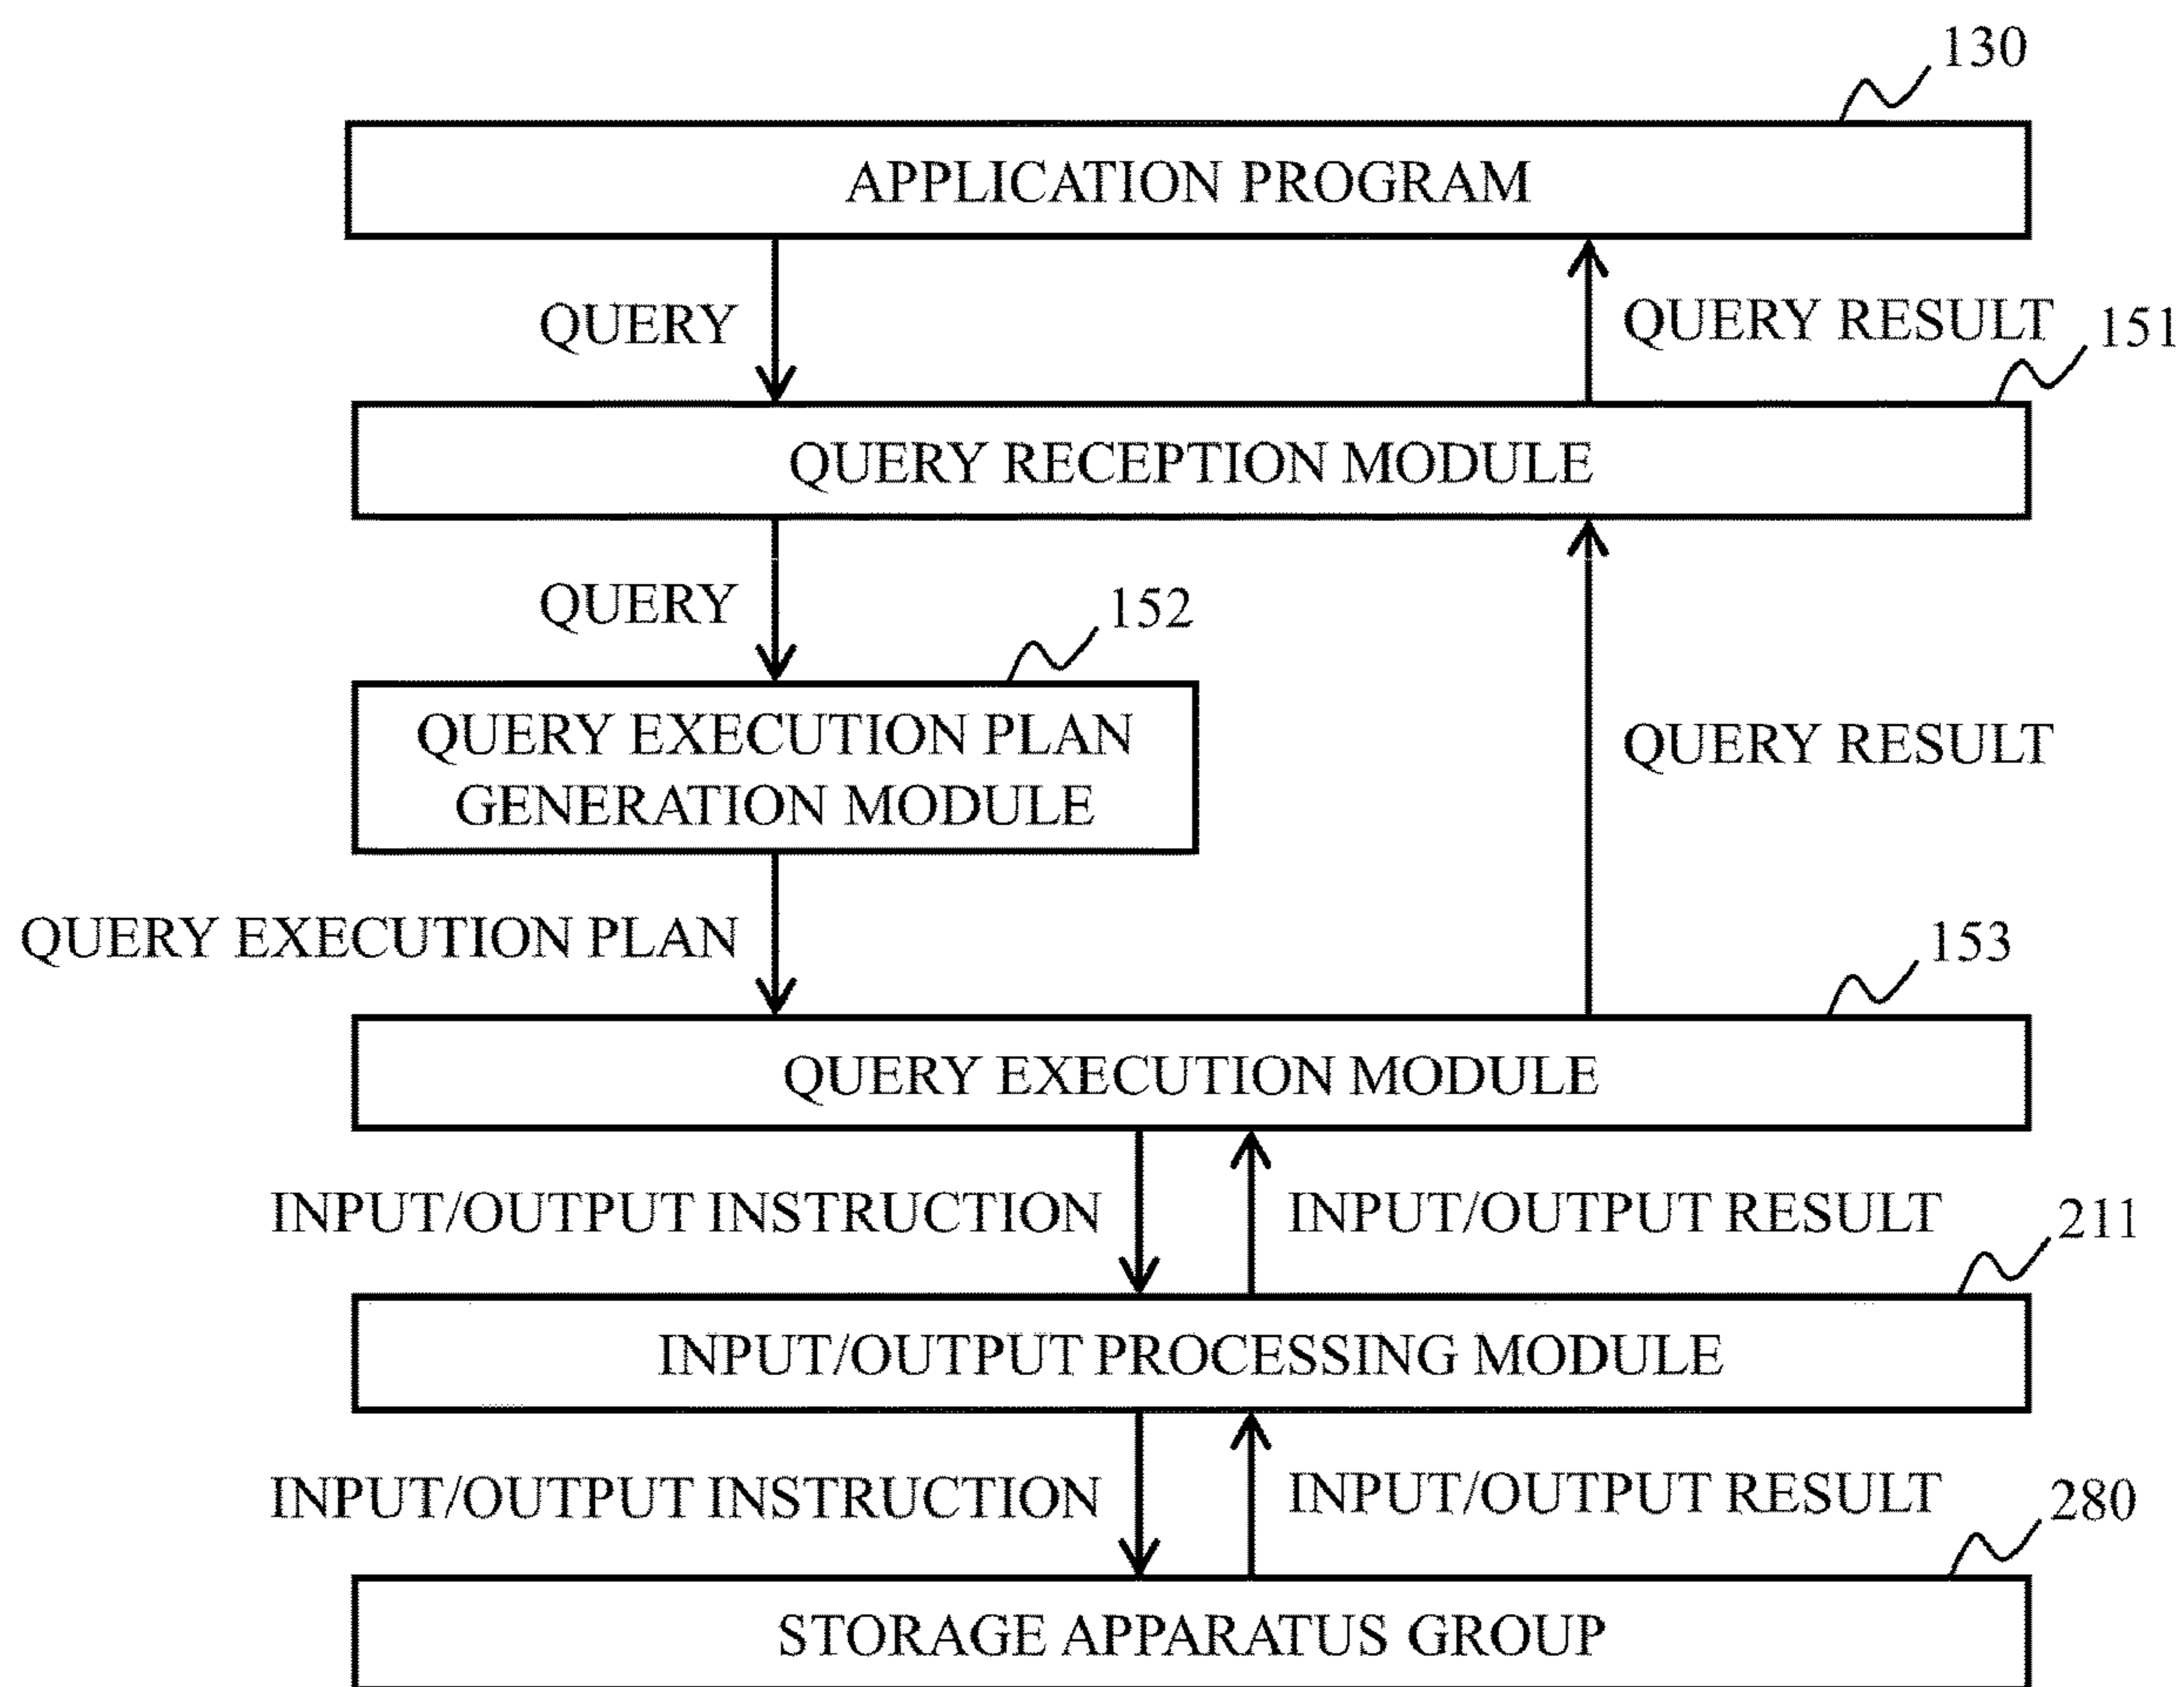 130
APPLICATION PROGRAM
QUERY
QUERY RESULT
151
QUERY RECEPTION MODULE
QUERY
152
QUERY EXECUTION PLAN
GENERATION MODULE
QUERY RESULT
QUERY EXECUTION PLAN
153
QUERY EXECUTION MODULE
INPUT/OUTPUT INSTRUCTION
INPUT/OUTPUT RESULT
211
INPUT/OUTPUT PROCESSING MODULE
INPUT/OUTPUT INSTRUCTION
INPUT/OUTPUT RESULT
280
STORAGE APPARATUS GROUP